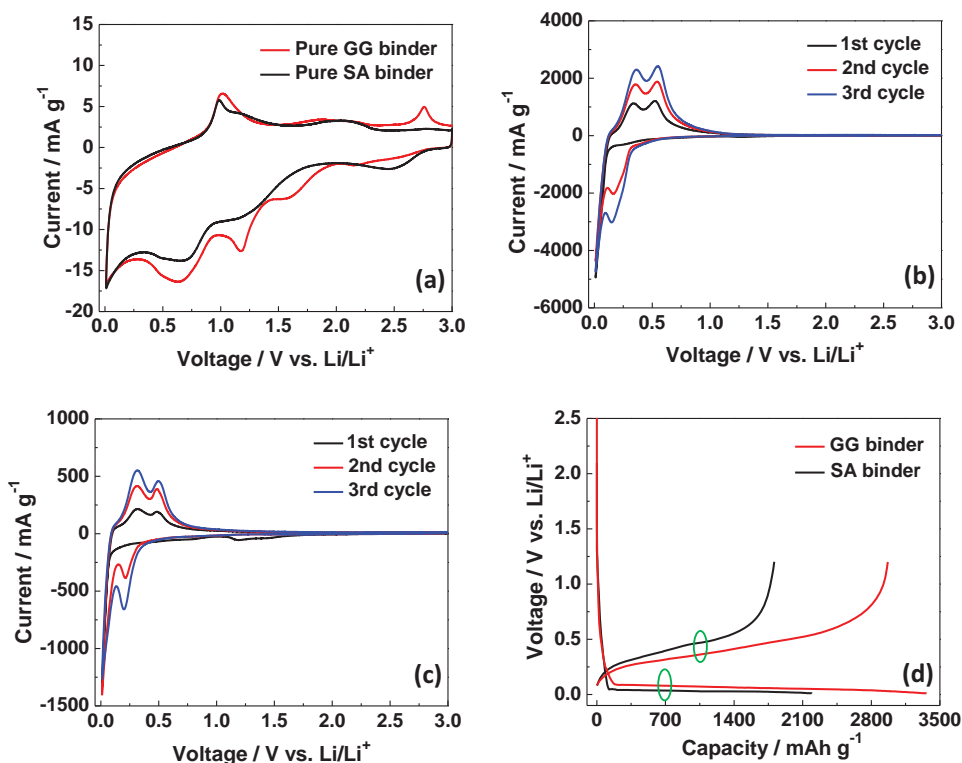 15
10
5
0
-5
-10
-15
-20
Current / mA g-1
Pure GG binder
Pure SA binder
(a)
0.0 0.5 1.0 1.5 2.0 2.5 3.0
Voltage / V vs. Li/Li+
4000
2000
0
-2000
-4000
-6000
Current / mA g-1
1st cycle
2nd cycle
3rd cycle
(b)
0.0 0.5 1.0 1.5 2.0 2.5 3.0
Voltage / V vs. Li/Li+
1000
500
0
-500
-1000
-1500
Current / mA g-1
1st cycle
2nd cycle
3rd cycle
(c)
0.0 0.5 1.0 1.5 2.0 2.5 3.0
Voltage / V vs. Li/Li+
2.5
2.0
1.5
1.0
0.5
0.0
Voltage / V vs. Li/Li+
GG binder
SA binder
(d)
0 700 1400 2100 2800 3500
Capacity / mAh g-1